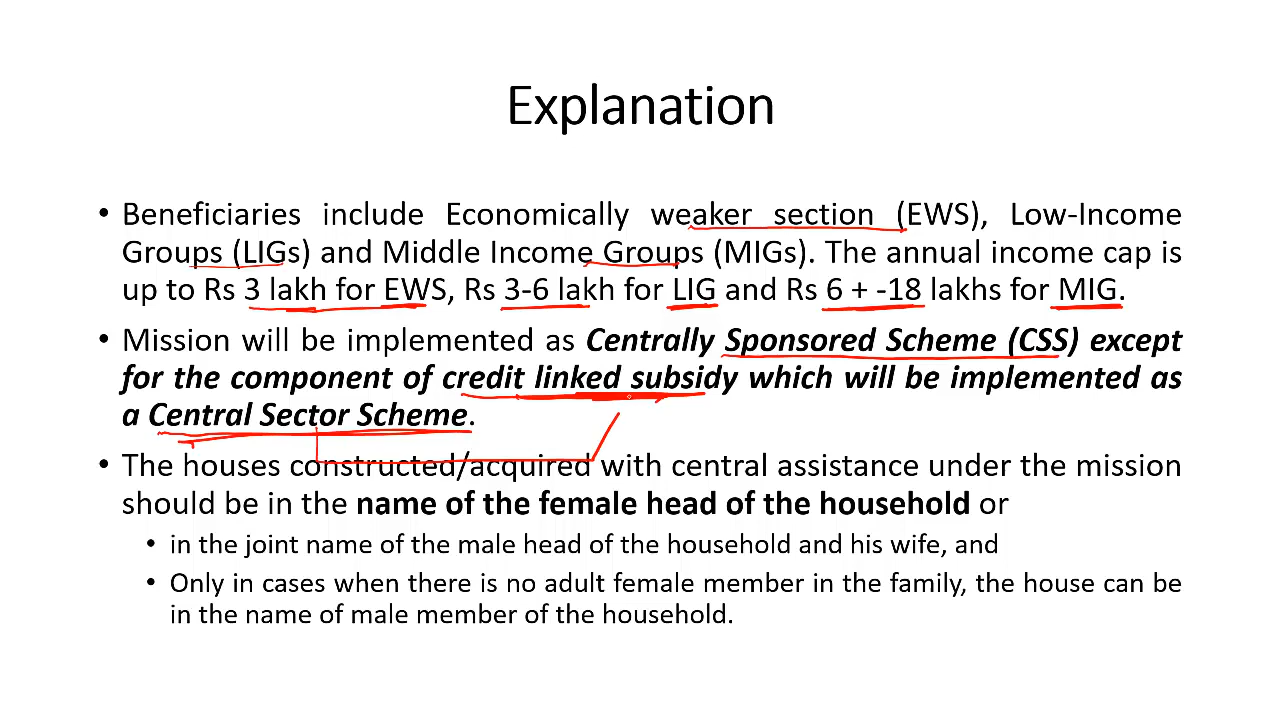 Explanation
• Beneficiaries include Economically weaker section (EWS), Low-Income
Groups (LIGs) and Middle Income Groups (MIGs). The annual income cap is
up to Rs 3 lakh for EWS, Rs 3-6 lakh for LIG and Rs 6 + -18 lakhs for MIG.
• Mission will be implemented as Centrally Sponsored Scheme (CSS) except
for the component of credit linked subsidy which will be implemented as
a Central Sector Scheme.
• The houses constructed/acquired with central assistance under the mission
should be in the name of the female head of the household or
• in the joint name of the male head of the household and his wife, and
• Only in cases when there is no adult female member in the family, the house can be
in the name of male member of the household.